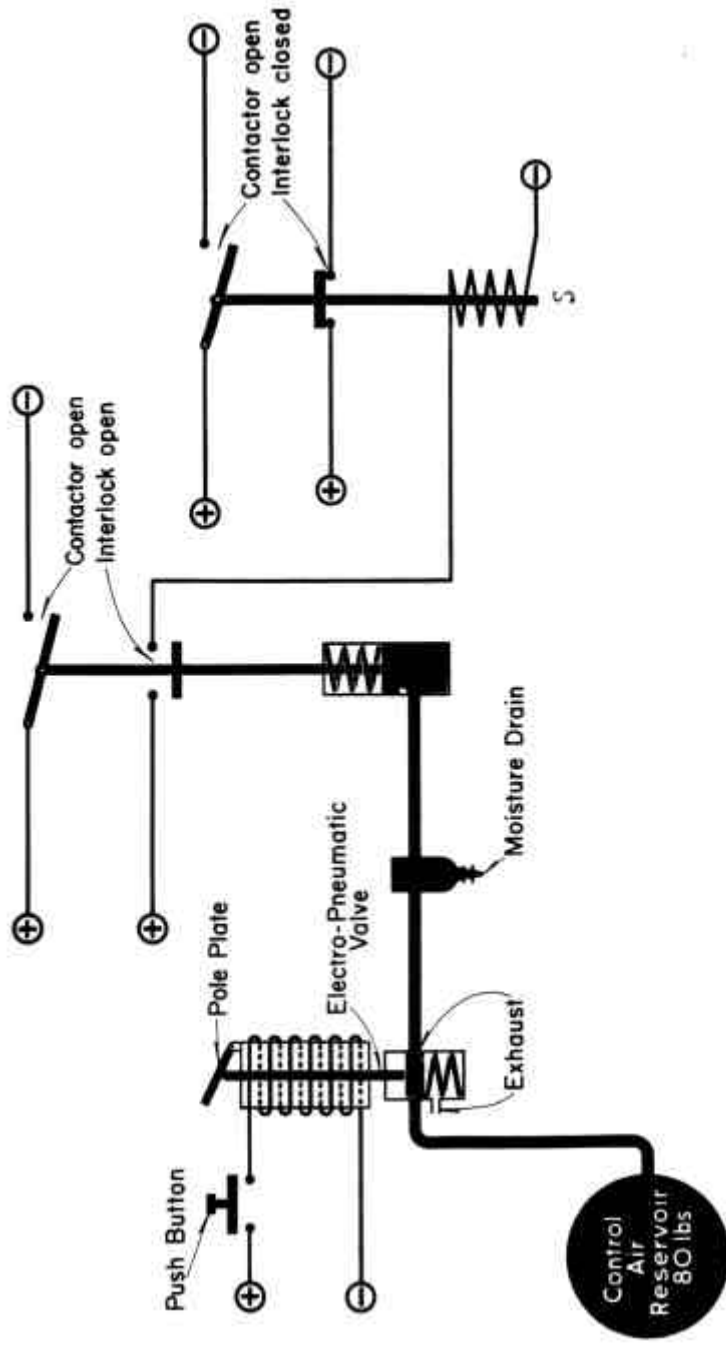 Push Button
Pole Plate
Electro-Pneumatic
Valve
Exhaust
Moisture Drain
Control
Air
Reservoir
80 lbs
Contactor open
Interlock open
Contactor open
Interlock closed
+
−
+
−
+
+
−
+
−
−
S